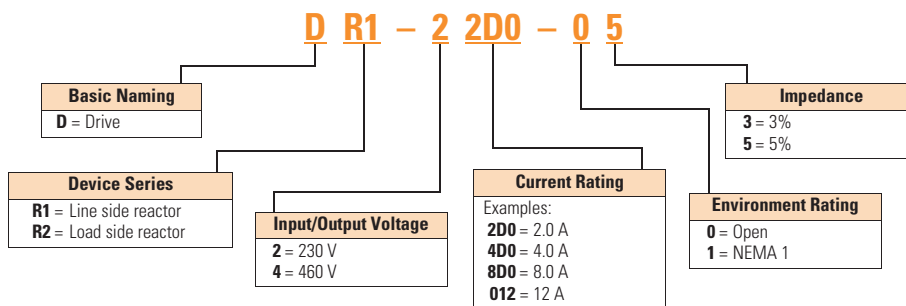 D R1 – 2 2D0 – 0 5
Basic Naming
D = Drive
Device Series
R1 = Line side reactor
R2 = Load side reactor
Input/Output Voltage
2 = 230 V
4 = 460 V
Current Rating
Examples:
2D0 = 2.0 A
4D0 = 4.0 A
8D0 = 8.0 A
012 = 12 A
Environment Rating
0 = Open
1 = NEMA 1
Impedance
3 = 3%
5 = 5%